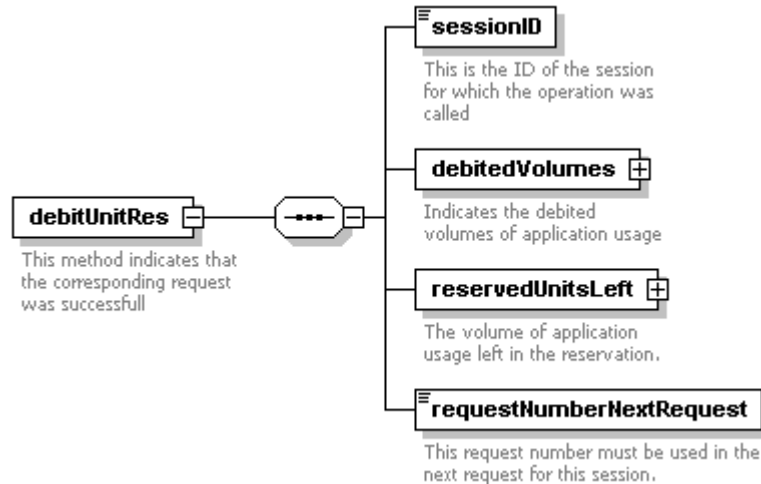 sessionID
This is the ID of the session
for which the operation was
called
debitedVolumes
Indicates the debited
volumes of application usage
debitUnitRes
This method indicates that
the corresponding request
was successfull
reservedUnitsLeft
The volume of application
usage left in the reservation.
requestNumberNextRequest
This request number must be used in the
next request for this session.